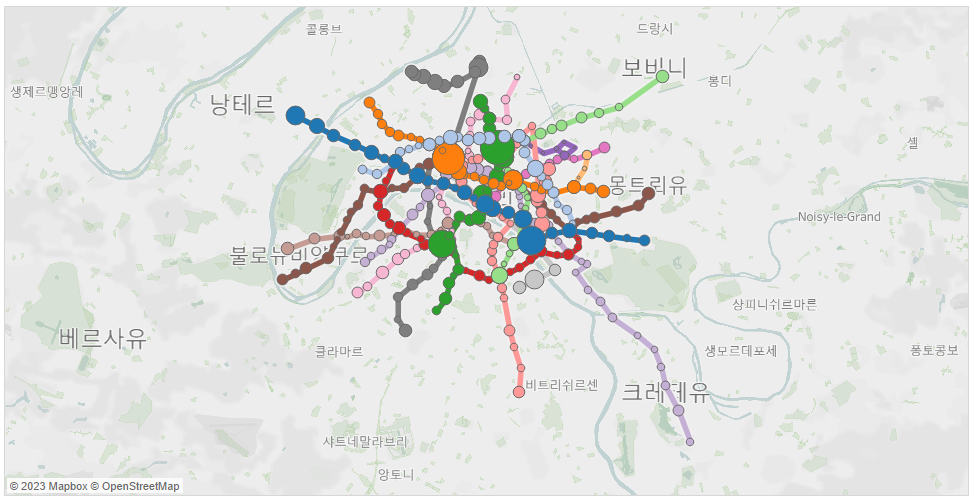 콜롱브
드랑시
보비니
봉디
생제르맹앙레
낭테르
셸
몽트뢰유
Noisy-le-Grand
불로뉴비양쿠르
샹피니쉬르마른
베르사유
클라마르
생모르데포세
퐁토콩보
비트리쉬르센
크레테유
샤트네말라브리
앙토니
© 2023 Mapbox © OpenStreetMap